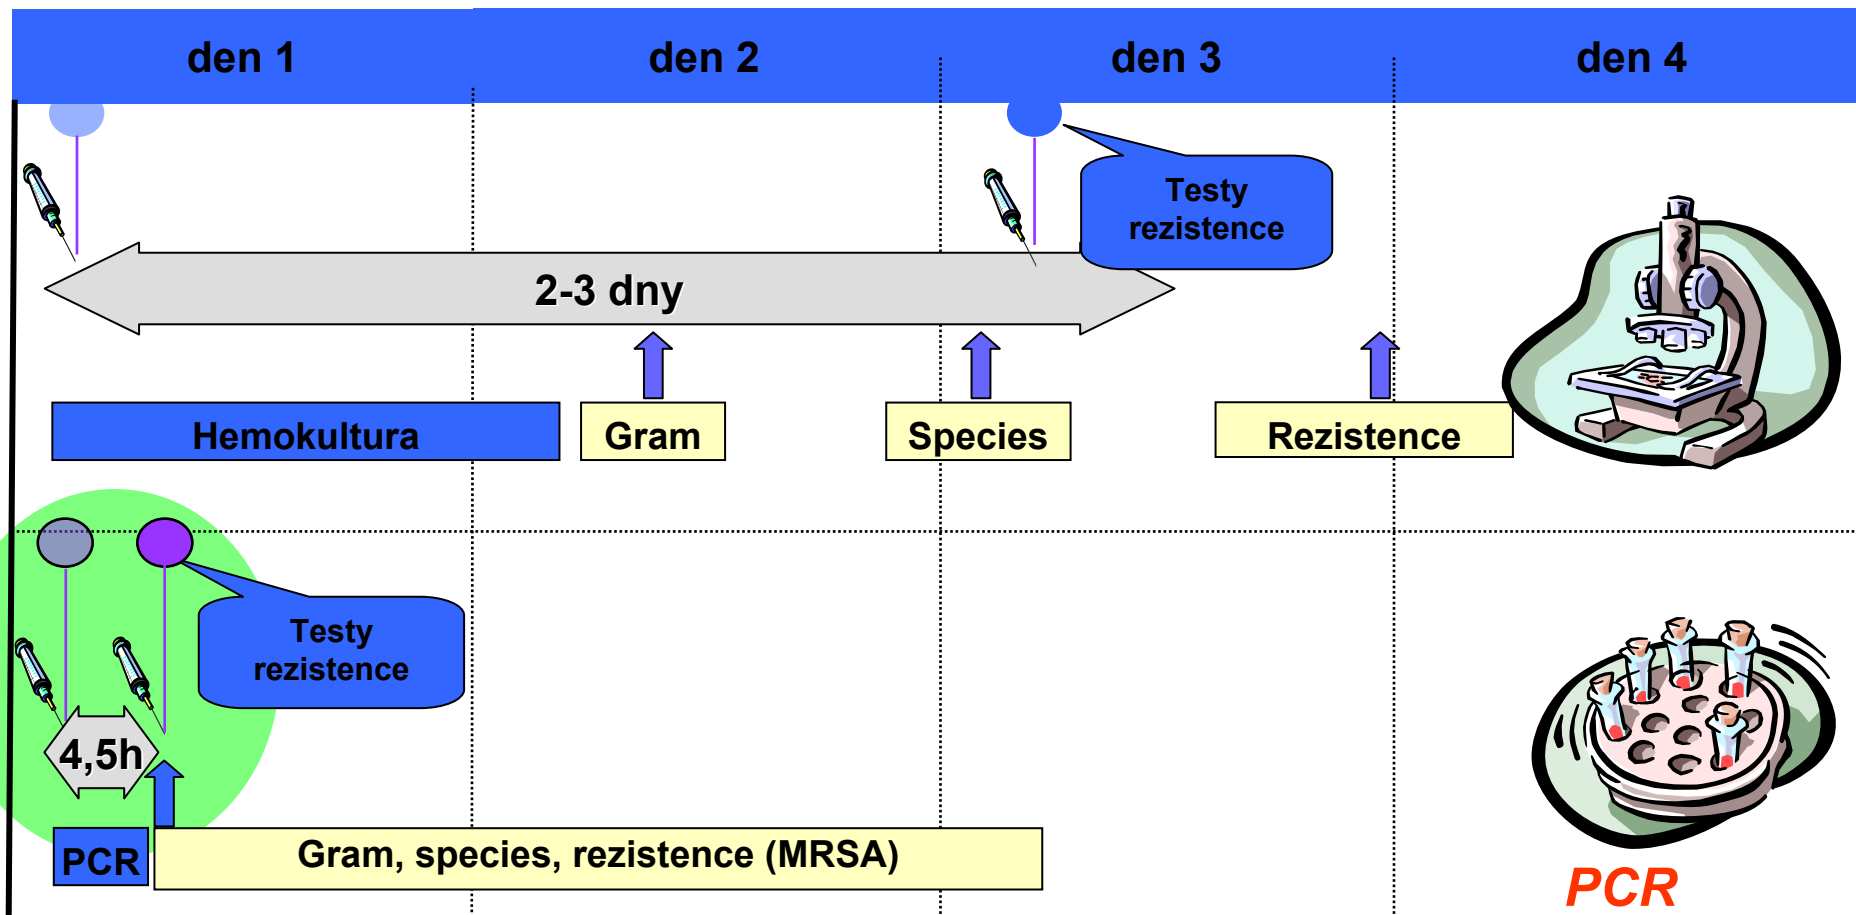 den 1
den 2
den 3
den 4
Testy
rezistence
2-3 dny
Hemokultura
Gram
Species
Rezistence
Testy
rezistence
4,5h
PCR
Gram, species, rezistence (MRSA)
PCR